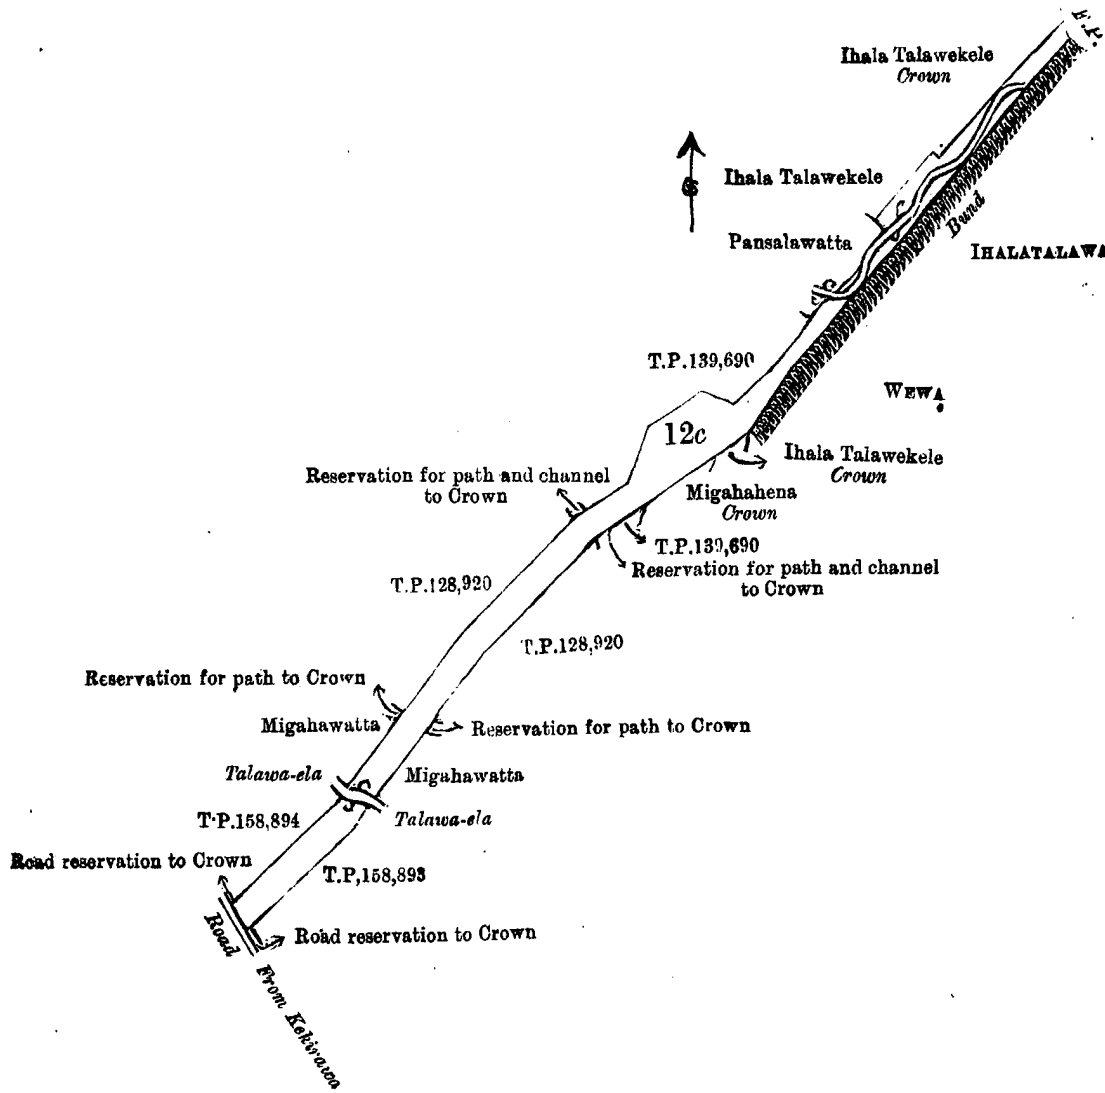 F.P.
Ihala Talawekele
Crown
Ihala Talawekele
Bund
Pansalawatta
IHALATALAWA
T.P.139,690
WEWA
12c
Ihala Talawekele
Crown
Reservation for path and channel
to Crown
Migahahena
Crown
T.P.139,690
Reservation for path and channel
to Crown
T.P.128,920
T.P.128,920
Reservation for path to Crown
Migahawatta
Reservation for path to Crown
Talawa-ela
Migahawatta
T.P.158,894
Talawa-ela
Road reservation to Crown
T.P,158,893
Road
Road reservation to Crown
From Kekirawa